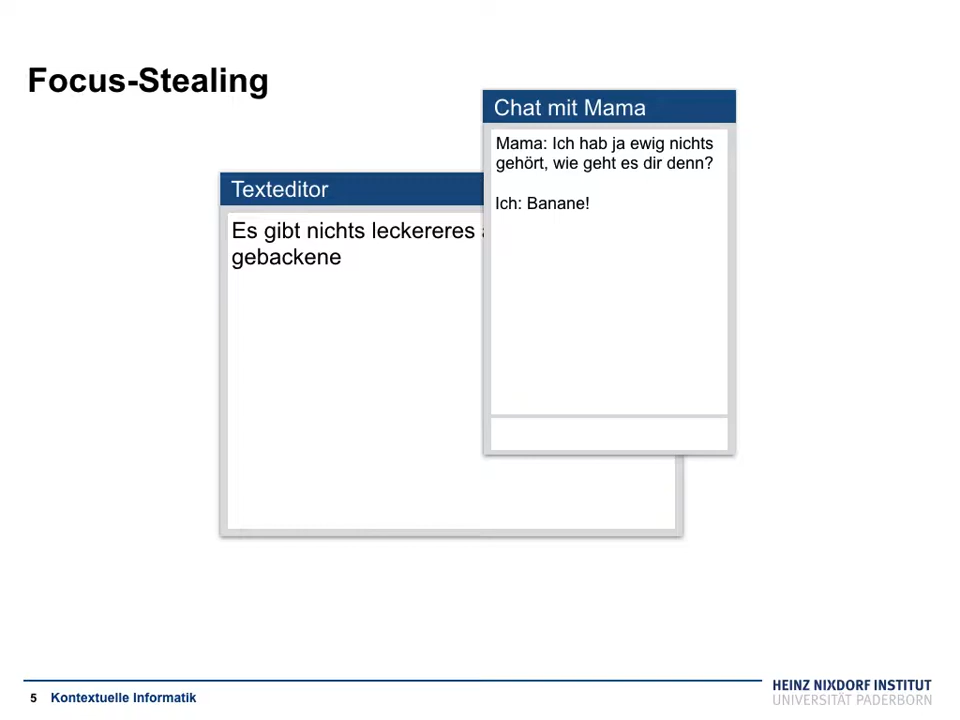 Focus-Stealing
Chat mit Mama
Mama: Ich hab ja ewig nichts
gehört, wie geht es dir denn?
Ich: Banane!
Texteditor
Es gibt nichts leckereres
gebackene
5 Kontextuelle Informatik
HEINZ NIXDORF INSTITUT
UNIVERSITÄT PADERBORN